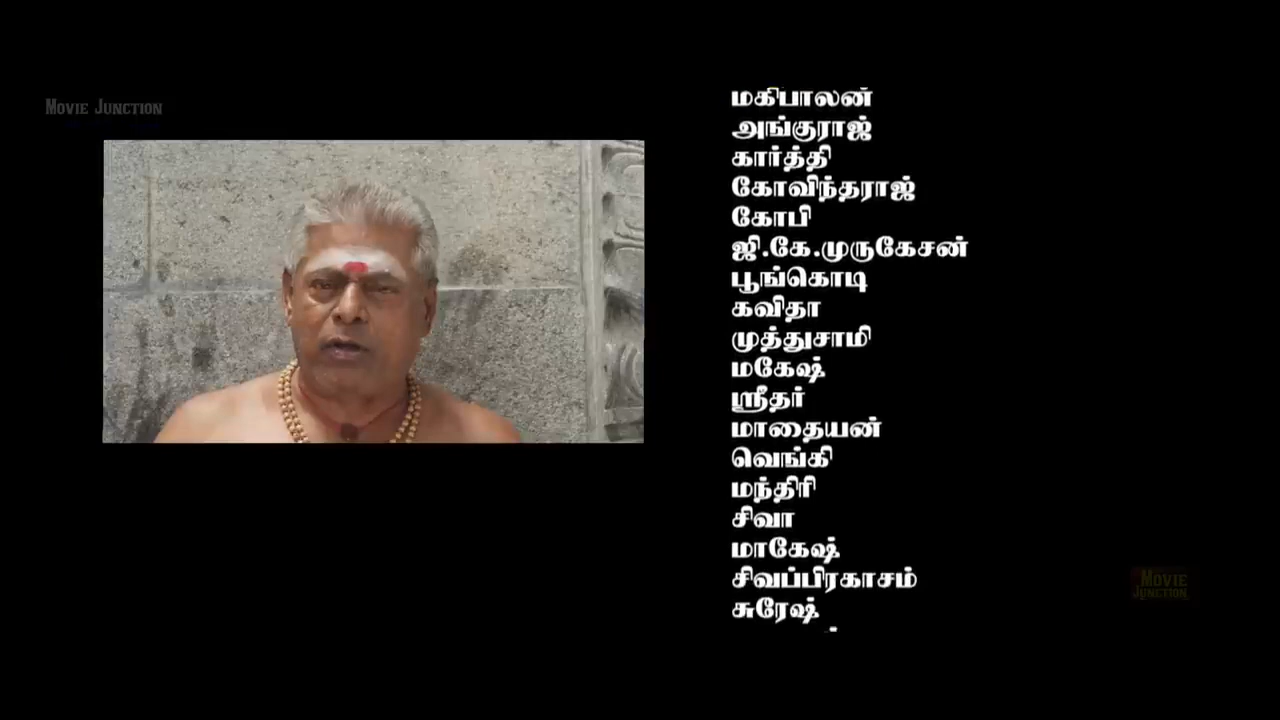 Movie Junction
மகிபாலன்
அங்குராஜ்
கார்த்தி
கோவிந்தராஜ்
கோபி
ஜி.கே.முருகேசன்
பூங்கொடி
கவிதா
முத்துசாமி
மகேஷ்
ஸ்ரீதர்
மாதையன்
வெங்கி
மந்திரி
சிவா
மாகேஷ்
சிவப்பிரகாசம்
சுரேஷ்
Movie
Junction